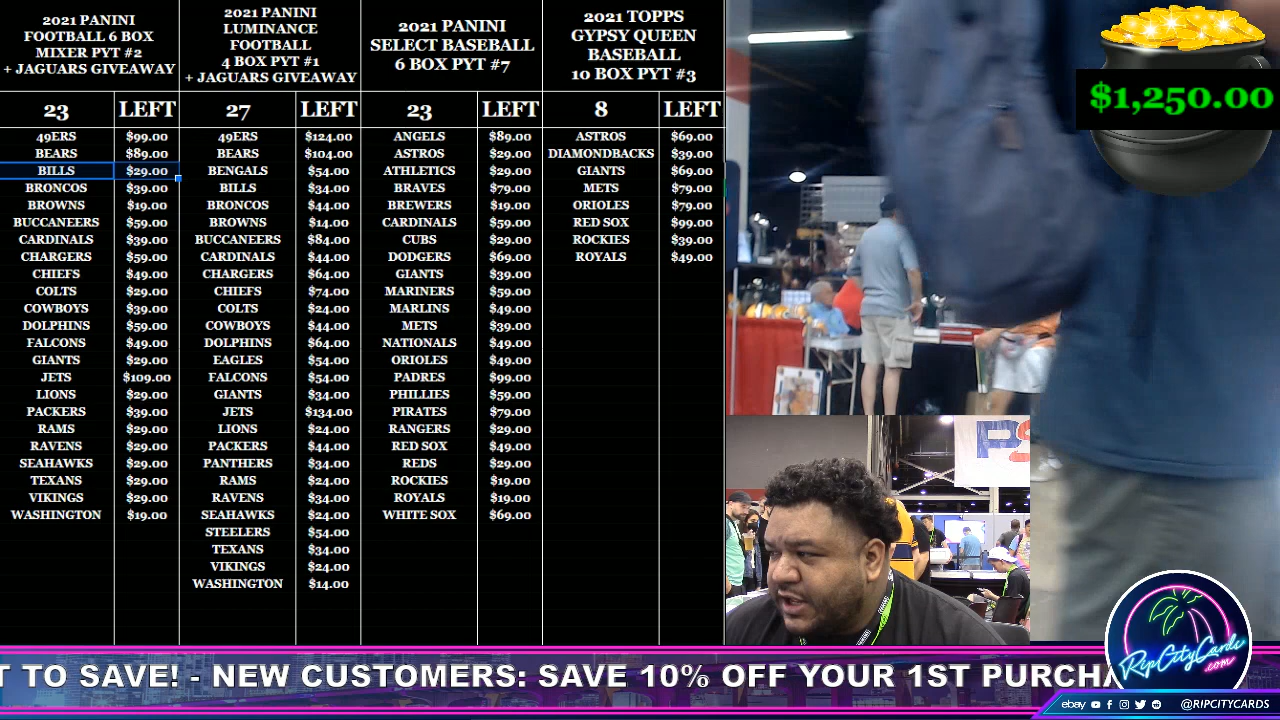 2021 PANINI
FOOTBALL 6 BOX
MIXER PYT #2
+ JAGUARS GIVEAWAY
23 LEFT
49ERS $99.00
BEARS $89.00
BILLS $29.00
BRONCOS $39.00
BROWNS $19.00
BUCCANEERS $59.00
CARDINALS $39.00
CHARGERS $59.00
CHIEFS $49.00
COLTS $29.00
COWBOYS $39.00
DOLPHINS $59.00
FALCONS $49.00
GIANTS $29.00
JETS $109.00
LIONS $29.00
PACKERS $39.00
RAMS $29.00
RAVENS $29.00
SEAHAWKS $29.00
TEXANS $29.00
VIKINGS $29.00
WASHINGTON $19.00
2021 PANINI
LUMINANCE
FOOTBALL
4 BOX PYT #1
+ JAGUARS GIVEAWAY
27 LEFT
49ERS $124.00
BEARS $104.00
BENGALS $54.00
BILLS $34.00
BRONCOS $44.00
BROWNS $14.00
BUCCANEERS $84.00
CARDINALS $44.00
CHARGERS $64.00
CHIEFS $74.00
COLTS $24.00
COWBOYS $44.00
DOLPHINS $64.00
EAGLES $54.00
FALCONS $54.00
GIANTS $34.00
JETS $134.00
LIONS $24.00
PACKERS $44.00
PANTHERS $34.00
RAMS $24.00
RAVENS $34.00
SEAHAWKS $24.00
STEELERS $54.00
TEXANS $34.00
VIKINGS $24.00
WASHINGTON $14.00
2021 PANINI
SELECT BASEBALL
6 BOX PYT #7
23 LEFT
ANGELS $89.00
ASTROS $29.00
ATHLETICS $29.00
BRAVES $79.00
BREWERS $19.00
CARDINALS $59.00
CUBS $29.00
DODGERS $69.00
GIANTS $39.00
MARINERS $59.00
MARLINS $49.00
METS $39.00
NATIONALS $49.00
ORIOLES $49.00
PADRES $99.00
PHILLIES $59.00
PIRATES $79.00
RANGERS $29.00
RED SOX $49.00
REDS $29.00
ROCKIES $19.00
ROYALS $19.00
WHITE SOX $69.00
2021 TOPPS
GYPSY QUEEN
BASEBALL
10 BOX PYT #3
8 LEFT
ASTROS $69.00
DIAMONDBACKS $39.00
GIANTS $69.00
METS $79.00
ORIOLES $79.00
RED SOX $99.00
ROCKIES $39.00
ROYALS $49.00
$1,250.00
PS
T TO SAVE! - NEW CUSTOMERS: SAVE 10% OFF YOUR 1ST PURCHA
RipCityCards
.com
ebay @RIPCITYCARDS